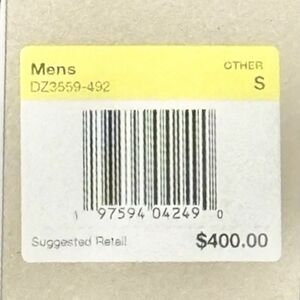 Mens OTHER
DZ3559-492 S
1 97594 04249 0
Suggested Retail $400.00